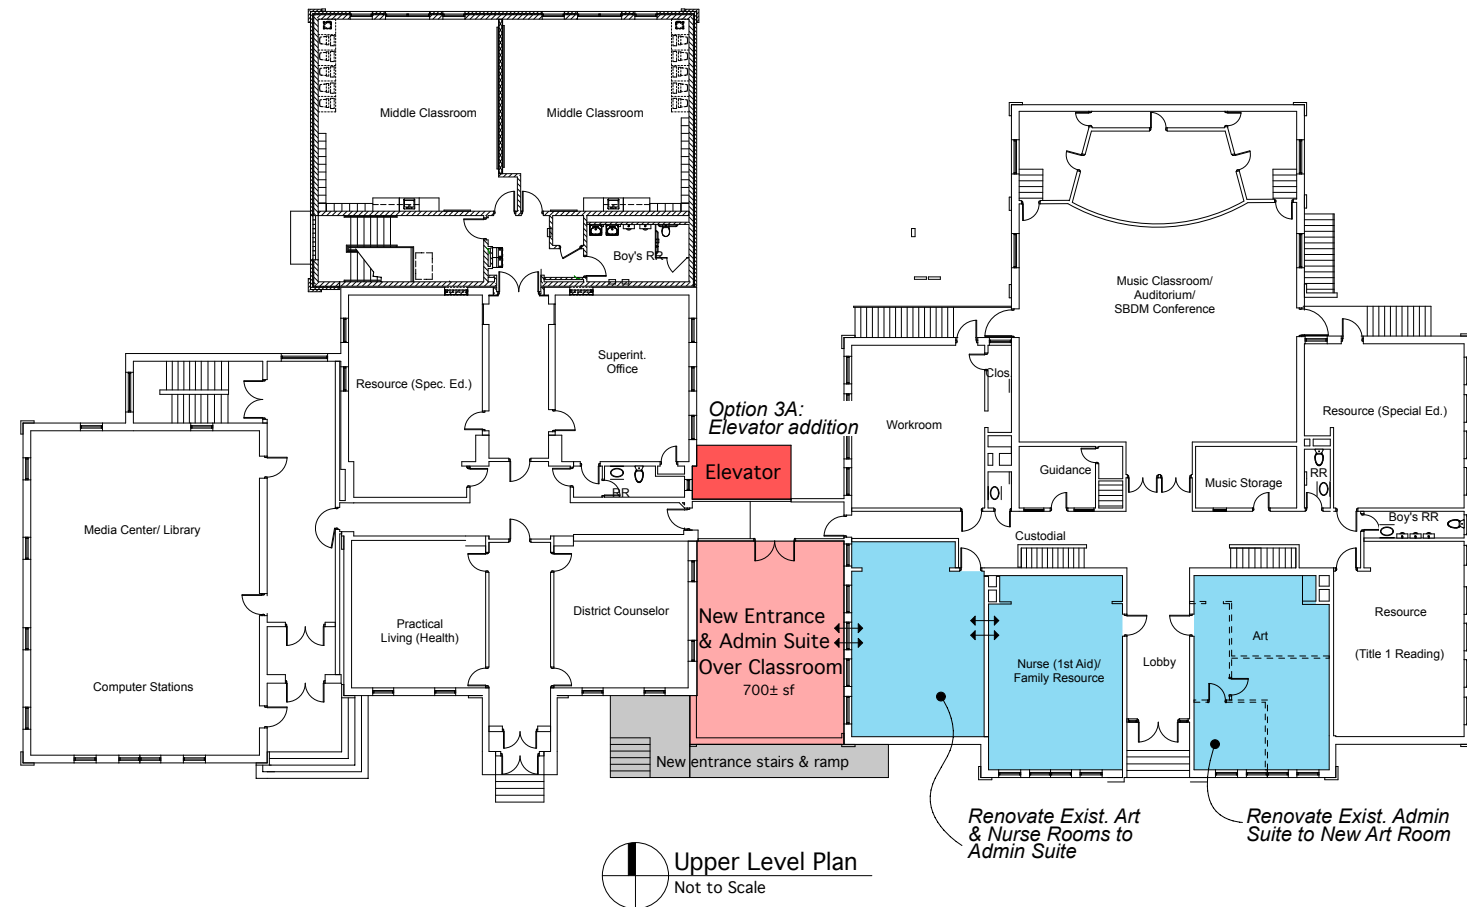 Middle Classroom
Middle Classroom
Boy's RR
Music Classroom/
Auditorium/
SBDM Conference
Superint.
Office
Resource (Spec. Ed.)
Clos.
Option 3A:
Elevator addition
Workroom
Resource (Special Ed.)
Elevator
Guidance
Music Storage
RR
RR
Media Center/ Library
Boy's RR
Custodial
New Entrance
& Admin Suite
Over Classroom
700± sf
District Counselor
Practical
Living (Health)
Resource
(Title 1 Reading)
Art
Lobby
Nurse (1st Aid)/
Family Resource
Computer Stations
New entrance stairs & ramp
Renovate Exist. Art
& Nurse Rooms to
Admin Suite
Renovate Exist. Admin
Suite to New Art Room
Upper Level Plan
Not to Scale